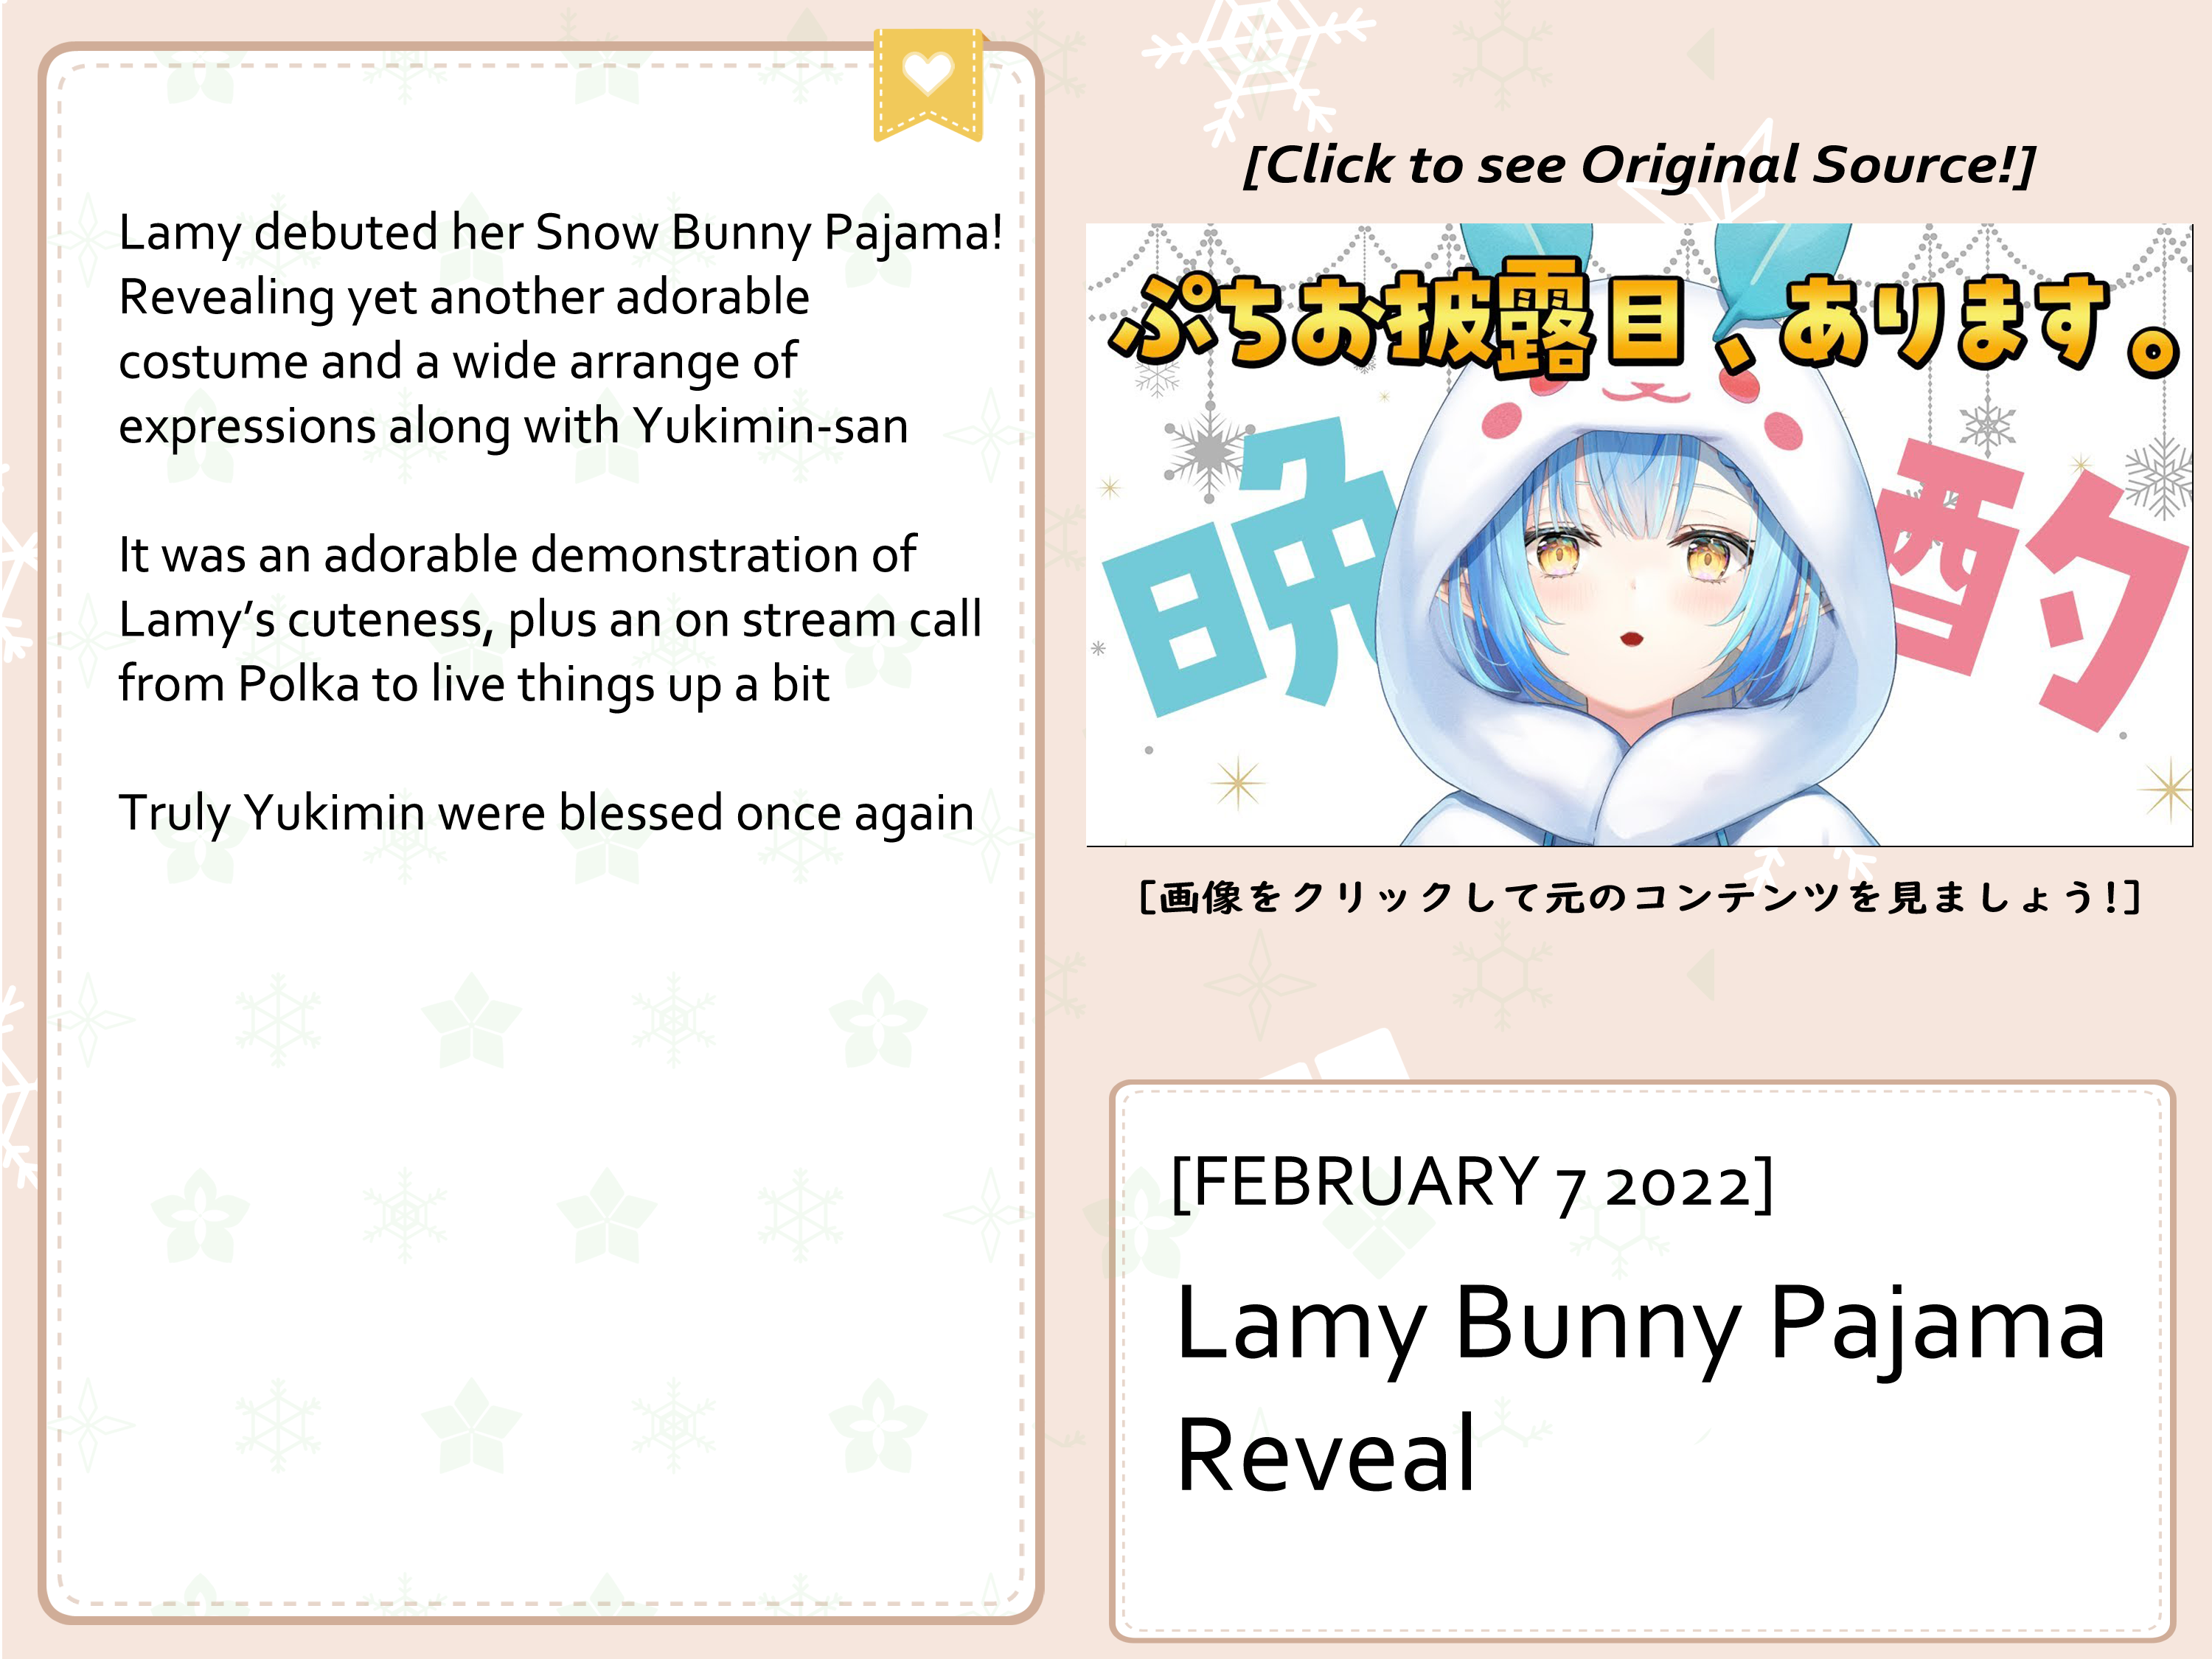 Lamy debuted her Snow Bunny Pajama!
Revealing yet another adorable
costume and a wide arrange of
expressions along with Yukimin-san
It was an adorable demonstration of
Lamy’s cuteness, plus an on stream call
from Polka to live things up a bit
Truly Yukimin were blessed once again
[Click to see Original Source!]
ぷちお披露目、あります。
晩酌
[画像をクリックして元のコンテンツを見ましょう!]
[FEBRUARY 7 2022]
Lamy Bunny Pajama
Reveal